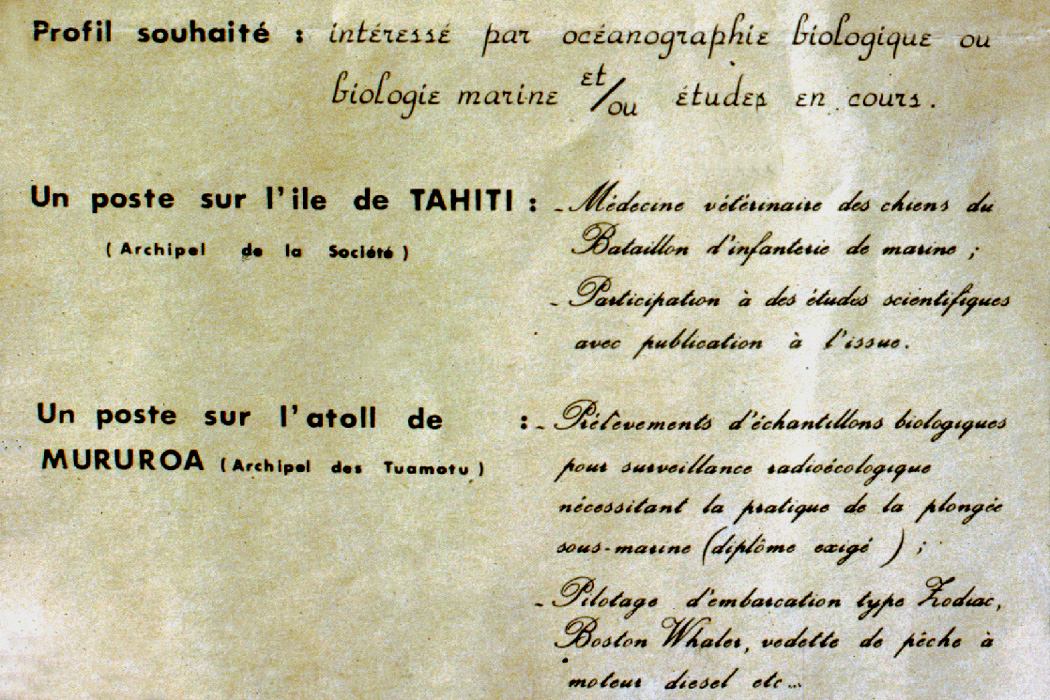 Profil souhaité : intéressé par océanographie biologique ou
biologie marine et/ou études en cours.
Un poste sur l'ile de TAHITI : - Médecine vétérinaire des chiens du
(Archipel de la Société) Bataillon d'infanterie de marine ;
- Participation à des études scientifiques
avec publication à l'issue.
Un poste sur l'atoll de : - Prélèvements d'échantillons biologiques
MURUROA (Archipel des Tuamotu) pour surveillance radioécologique
nécessitant la pratique de la plongée
sous-marine (diplôme exigé ) ;
- Pilotage d'embarcation type Zodiac,
Boston Whaler, vedette de pêche à
moteur diesel etc...